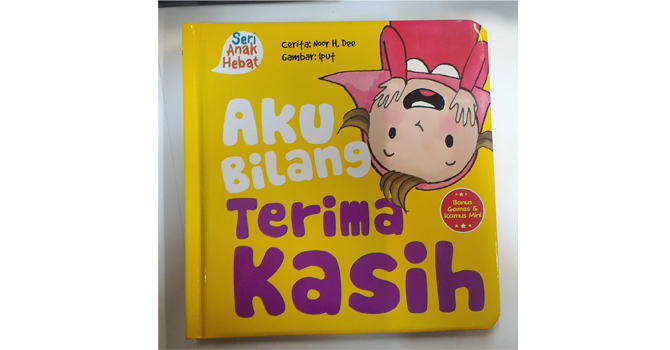 Seri
Anak
Hebat
Cerita: Noor H. Dee
Gambar: Iput
Aku
Bilang
Terima
Kasih
Bonus
Games &
Kamus Mini